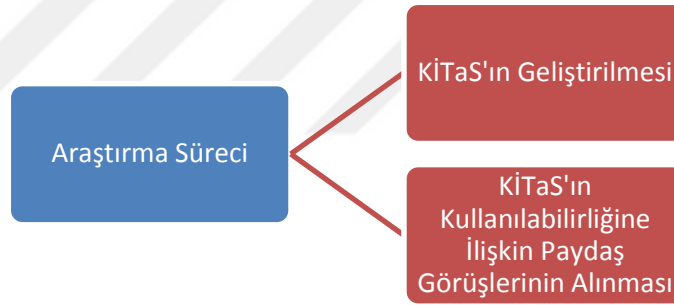 Araştırma Süreci
KİTaS'ın Geliştirilmesi
KİTaS'ın
Kullanılabilirliğine
İlişkin Paydaş
Görüşlerinin Alınması